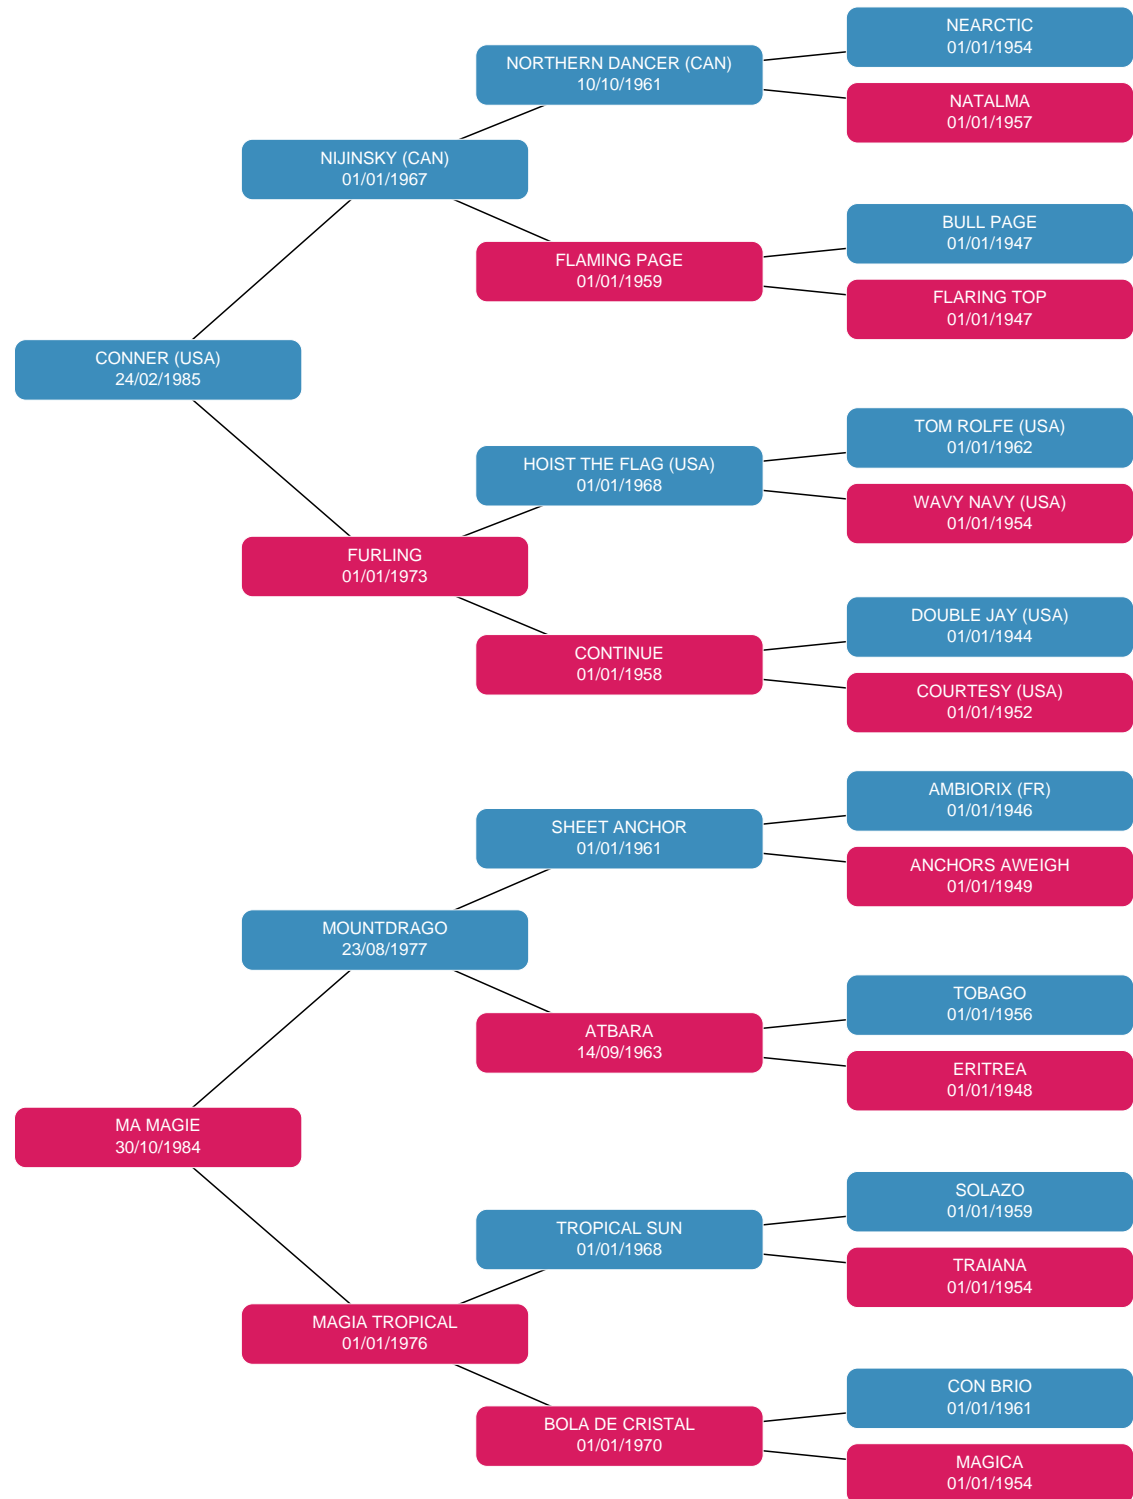 NEARCTIC
01/01/1954
NORTHERN DANCER (CAN)
10/10/1961
NATALMA
01/01/1957
NIJINSKY (CAN)
01/01/1967
BULL PAGE
01/01/1947
FLAMING PAGE
01/01/1959
FLARING TOP
01/01/1947
CONNER (USA)
24/02/1985
TOM ROLFE (USA)
01/01/1962
HOIST THE FLAG (USA)
01/01/1968
WAVY NAVY (USA)
01/01/1954
FURLING
01/01/1973
DOUBLE JAY (USA)
01/01/1944
CONTINUE
01/01/1958
COURTESY (USA)
01/01/1952
AMBIORIX (FR)
01/01/1946
SHEET ANCHOR
01/01/1961
ANCHORS AWEIGH
01/01/1949
MOUNTDRAGO
23/08/1977
TOBAGO
01/01/1956
ATBARA
14/09/1963
ERITREA
01/01/1948
MA MAGIE
30/10/1984
SOLAZO
01/01/1959
TROPICAL SUN
01/01/1968
TRAIANA
01/01/1954
MAGIA TROPICAL
01/01/1976
CON BRIO
01/01/1961
BOLA DE CRISTAL
01/01/1970
MAGICA
01/01/1954